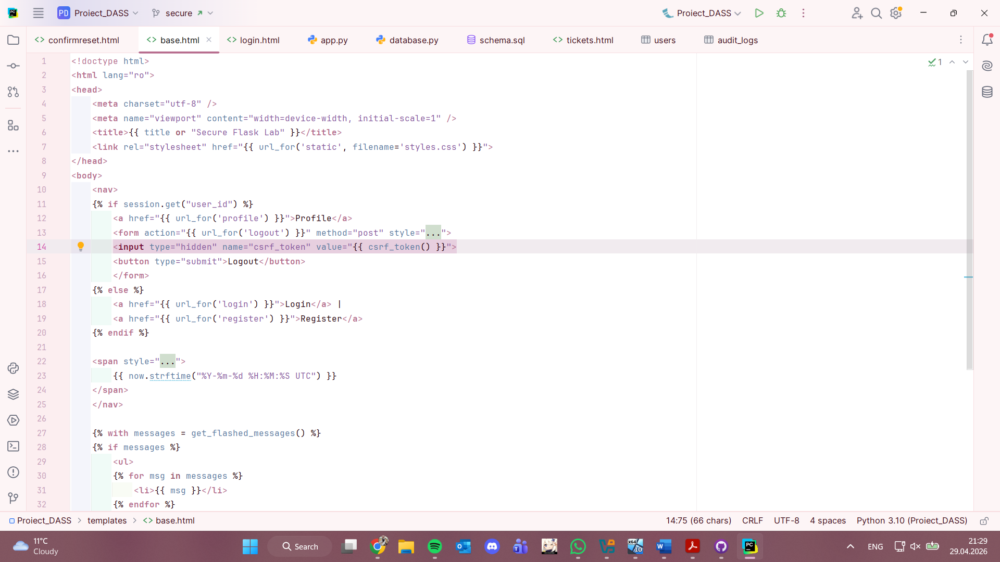 PD Proiect_DASS secure Proiect_DASS
confirmreset.html base.html login.html app.py database.py schema.sql tickets.html users audit_logs
1 <!doctype html>
2 <html lang="ro">
3 <head>
4 <meta charset="utf-8" />
5 <meta name="viewport" content="width=device-width, initial-scale=1" />
6 <title>{{ title or "Secure Flask Lab" }}</title>
7 <link rel="stylesheet" href="{{ url_for('static', filename='styles.css') }}">
8 </head>
9 <body>
10 <nav>
11 {% if session.get("user_id") %}
12 <a href="{{ url_for('profile') }}">Profile</a>
13 <form action="{{ url_for('logout') }}" method="post" style="...">
14 <input type="hidden" name="csrf_token" value="{{ csrf_token() }}">
15 <button type="submit">Logout</button>
16 </form>
17 {% else %}
18 <a href="{{ url_for('login') }}">Login</a> |
19 <a href="{{ url_for('register') }}">Register</a>
20 {% endif %}
21
22 <span style="...">
23 {{ now.strftime("%Y-%m-%d %H:%M:%S UTC") }}
24 </span>
25 </nav>
26
27 {% with messages = get_flashed_messages() %}
28 {% if messages %}
29 <ul>
30 {% for msg in messages %}
31 <li>{{ msg }}</li>
32 {% endfor %}
1
Proiect_DASS > templates > base.html 14:75 (66 chars) CRLF UTF-8 4 spaces Python 3.10 (Proiect_DASS)
11°C
Cloudy
Search
x64
10
ENG
21:29
29.04.2026